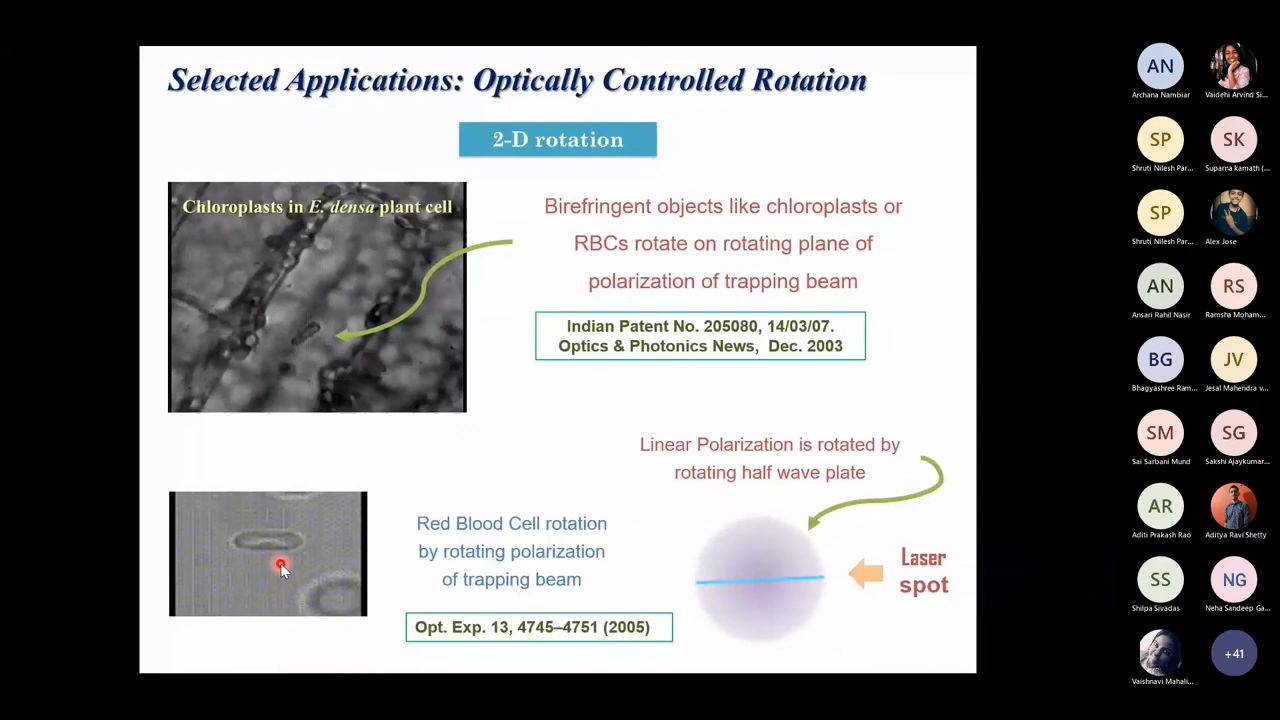 Selected Applications: Optically Controlled Rotation
2-D rotation
Chloroplasts in E. densa plant cell
Birefringent objects like chloroplasts or
RBCs rotate on rotating plane of
polarization of trapping beam
Indian Patent No. 205080, 14/03/07.
Optics & Photonics News, Dec. 2003
Linear Polarization is rotated by
rotating half wave plate
Red Blood Cell rotation
by rotating polarization
of trapping beam
Laser
spot
Opt. Exp. 13, 4745–4751 (2005)
AN
Archana Nambiar
Vaidehi Arvind Si...
SP
Shruti Nilesh Par...
SK
Suparna kamath (...
SP
Shruti Nilesh Par...
Alex Jose
AN
Ansari Rahil Nasir
RS
Ramsha Moham...
BG
Bhagyashree Ram...
JV
Jesal Mahendra v...
SM
Sai Sarbani Mund
SG
Sakshi Ajaykumar...
AR
Aditi Prakash Rao
Aditya Ravi Shetty
SS
Shilpa Sivadas
NG
Neha Sandeep Ga...
Vaishnavi Mahali...
+41